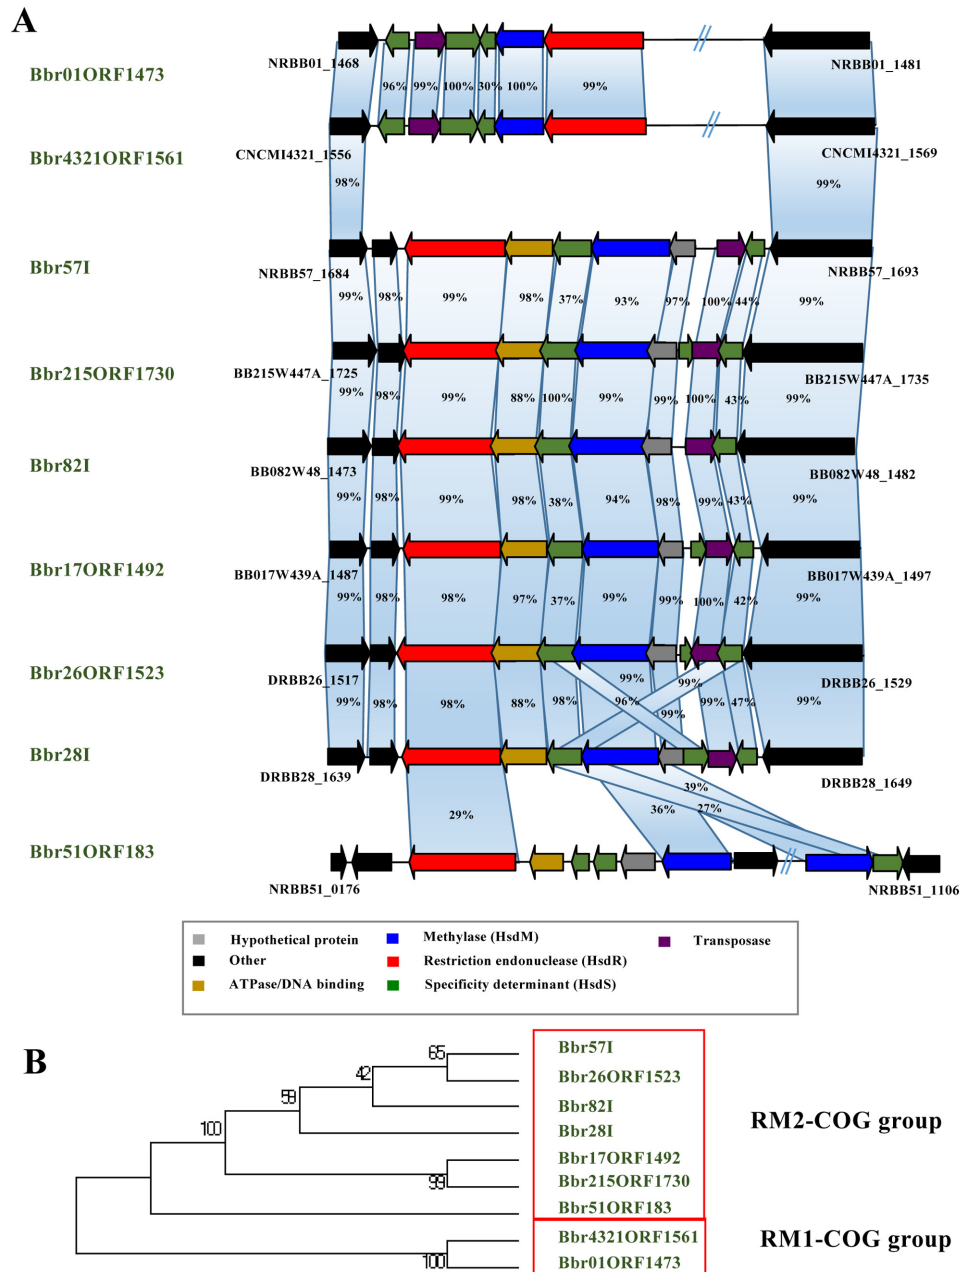 A
NRBB01_1468
NRBB01_1481
Bbr01ORF1473
96% 99% 100% 30% 100% 99%
Bbr4321ORF1561
CNCMI4321_1556
CNCMI4321_1569
98% 99%
Bbr57I
NRBB57_1684
NRBB57_1693
99% 98% 99% 98% 37% 93% 97% 100% 44% 99%
Bbr215ORF1730
BB215W447A_1725
BB215W447A_1735
99% 98% 99% 88% 100% 99% 99% 100% 43% 99%
Bbr82I
BB082W48_1473
BB082W48_1482
99% 98% 99% 98% 38% 94% 98% 99% 43% 99%
Bbr17ORF1492
BB017W439A_1487
BB017W439A_1497
99% 98% 98% 97% 37% 99% 99% 100% 42% 99%
Bbr26ORF1523
DRBB26_1517
DRBB26_1529
99% 99%
99% 98% 98% 88% 98% 96% 99% 99% 47% 99%
Bbr28I
DRBB28_1639
DRBB28_1649
39%
29% 36% 27%
Bbr51ORF183
NRBB51_0176
NRBB51_1106
Hypothetical protein
Methylase (HsdM)
Transposase
Other
Restriction endonuclease (HsdR)
ATPase/DNA binding
Specificity determinant (HsdS)
B
65
Bbr57I
42
Bbr26ORF1523
59
Bbr82I
RM2-COG group
100
Bbr28I
Bbr17ORF1492
99
Bbr215ORF1730
Bbr51ORF183
Bbr4321ORF1561
RM1-COG group
100
Bbr01ORF1473